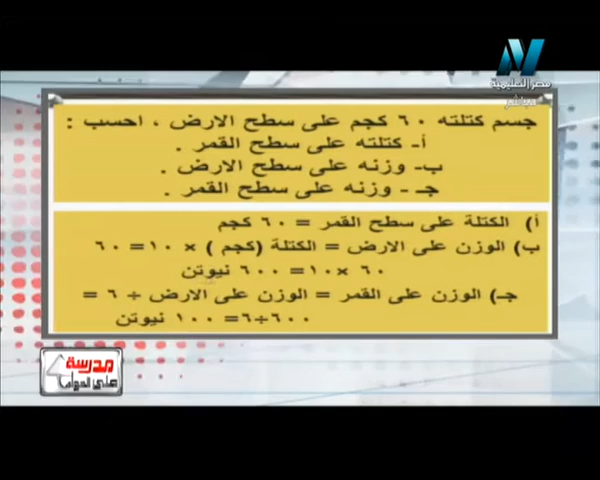 مصر التعليمية
مباشر
جسم كتلته ٦٠ كجم على سطح الارض ، احسب :
أ- كتلته على سطح القمر .
ب- وزنه على سطح الارض .
جـ - وزنه على سطح القمر .
أ) الكتلة على سطح القمر = ٦٠ كجم
ب) الوزن على الارض = الكتلة (كجم ) × ١٠ = ٦٠
٦٠ ×١٠= ٦٠٠ نيوتن
جـ) الوزن على القمر = الوزن على الارض ÷ ٦ =
٦٠٠÷٦= ١٠٠ نيوتن
مدرسة
على الهواء